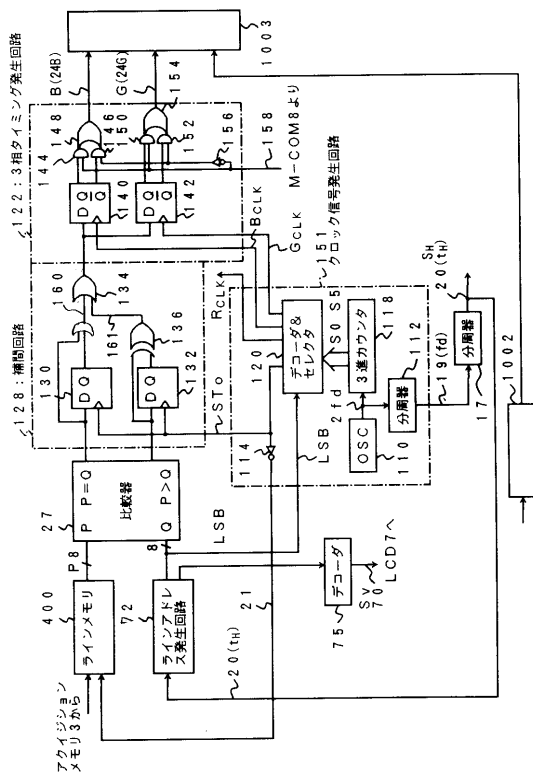 122:3相タイミング発生回路
128:補間回路
B(24B)
G(24G)
1003
144
148
146
150
154
152
156
158
M-COM8より
DQ
Q
140
DQ
Q
142
BCLK
GCLK
RCLK
160
134
161
136
130
DQ
DQ
132
STo
27
P P=Q
比較器
Q P>Q
P8
8
LSB
400
ラインメモリ
72
ラインアドレス発生回路
アクイジションメモリ3から
21
20(tH)
114
151
クロック信号発生回路
120
デコーダ&
セレクタ
LSB
S0 S5
2fd
3進カウンタ
118
OSC
110
分周器
112
19(fd)
分周器
17
SH
20(tH)
75
デコーダ
SV
70
LCD7へ
1002